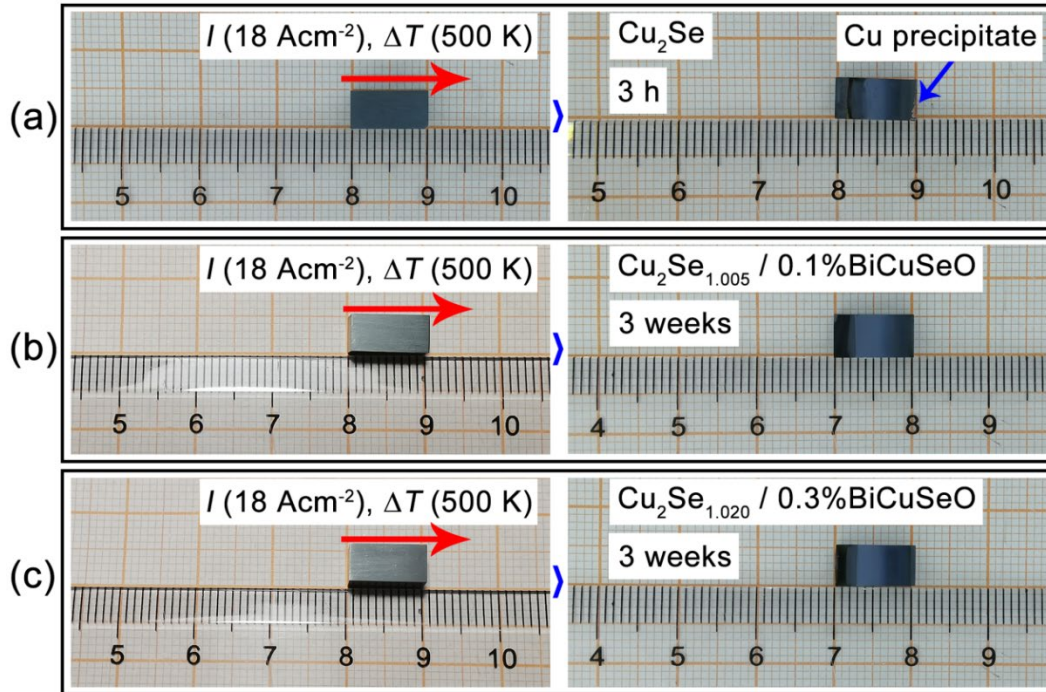 (a)
I (18 Acm⁻²), ΔT (500 K)
5 6 7 8 9 10
Cu₂Se
3 h
Cu precipitate
5 6 7 8 9 10
(b)
I (18 Acm⁻²), ΔT (500 K)
5 6 7 8 9 10
Cu₂Se₁.₀₀₅ / 0.1%BiCuSeO
3 weeks
4 5 6 7 8 9
(c)
I (18 Acm⁻²), ΔT (500 K)
5 6 7 8 9 10
Cu₂Se₁.₀₂₀ / 0.3%BiCuSeO
3 weeks
4 5 6 7 8 9